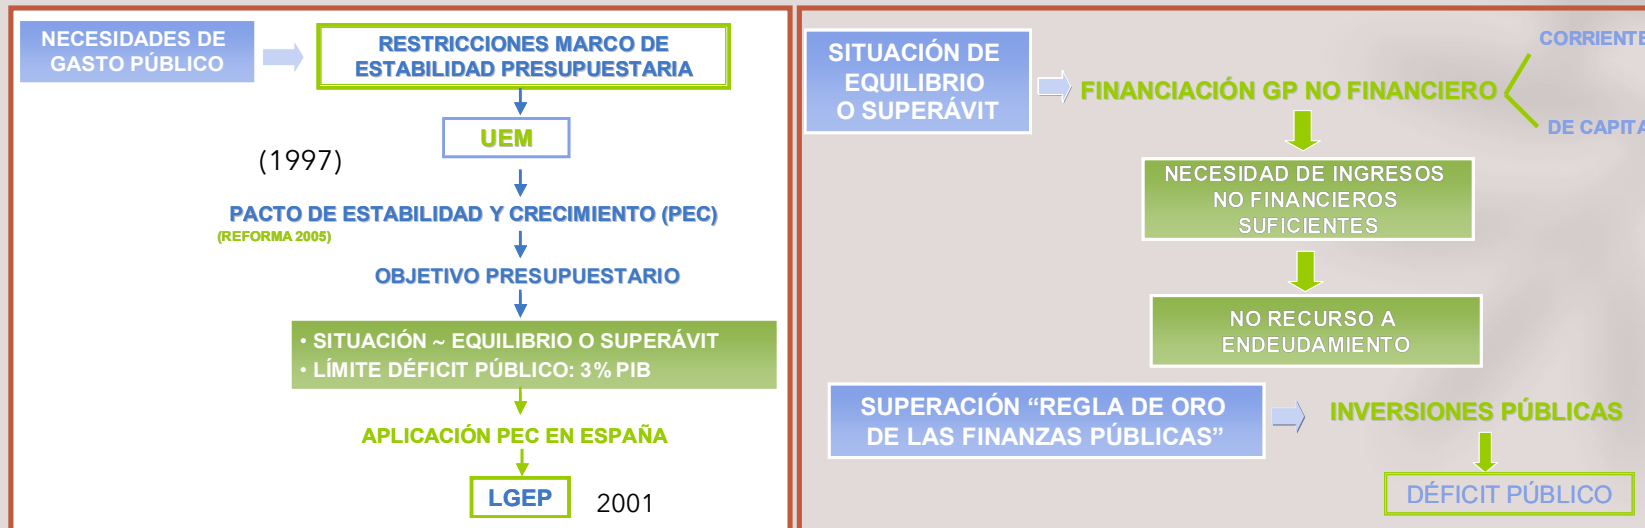 NECESIDADES DE
GASTO PÚBLICO
RESTRICCIONES MARCO DE
ESTABILIDAD PRESUPUESTARIA
UEM
(1997)
PACTO DE ESTABILIDAD Y CRECIMIENTO (PEC)
(REFORMA 2005)
OBJETIVO PRESUPUESTARIO
• SITUACIÓN ~ EQUILIBRIO O SUPERÁVIT
• LÍMITE DÉFICIT PÚBLICO: 3% PIB
APLICACIÓN PEC EN ESPAÑA
LGEP
2001
SITUACIÓN DE
EQUILIBRIO
O SUPERÁVIT
FINANCIACIÓN GP NO FINANCIERO
CORRIENTE
DE CAPITA
NECESIDAD DE INGRESOS
NO FINANCIEROS
SUFICIENTES
NO RECURSO A
ENDEUDAMIENTO
SUPERACIÓN “REGLA DE ORO
DE LAS FINANZAS PÚBLICAS”
INVERSIONES PÚBLICAS
DÉFICIT PÚBLICO